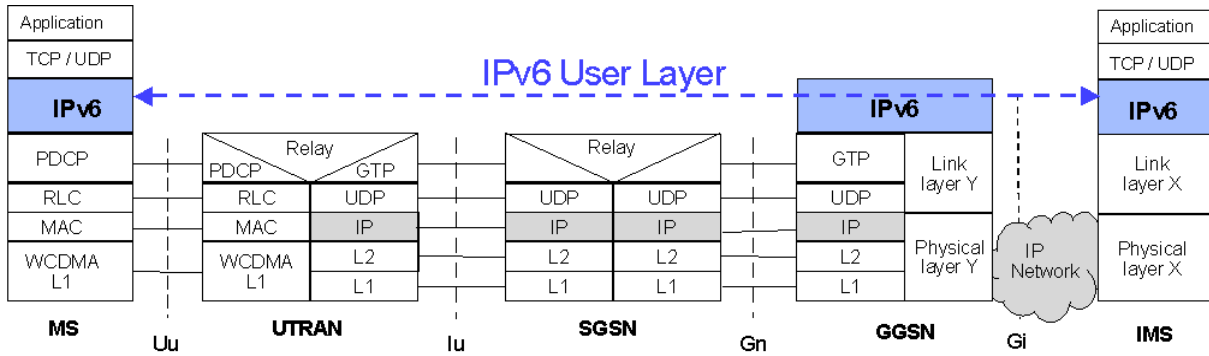 Application
TCP / UDP
IPv6
PDCP
RLC
MAC
WCDMA
L1
MS
IPv6 User Layer
Uu
Relay
PDCP
GTP
RLC
UDP
MAC
IP
WCDMA
L1
L2
L1
UTRAN
Iu
Relay
UDP
UDP
IP
IP
L2
L2
L1
L1
SGSN
Gn
IPv6
GTP
Link
layer Y
UDP
IP
L2
Physical
layer Y
L1
GGSN
IP
Network
Gi
Application
TCP / UDP
IPv6
Link
layer X
Physical
layer X
IMS